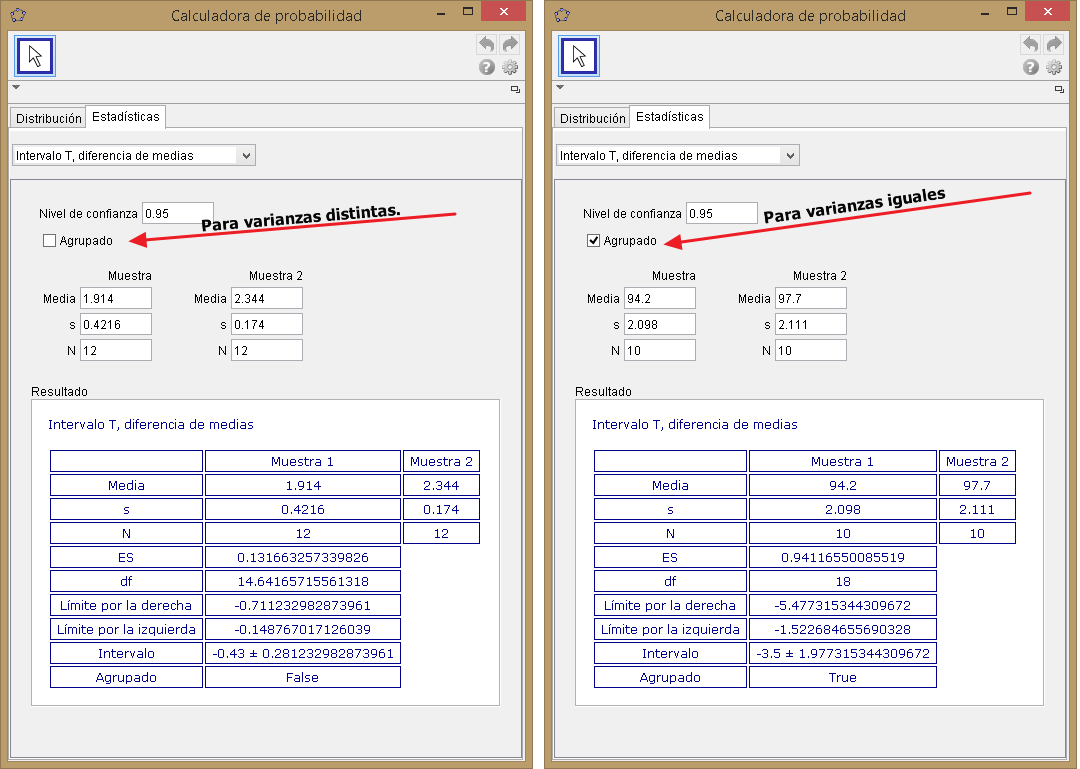 Calculadora de probabilidad
Distribución Estadísticas
Intervalo T, diferencia de medias
Nivel de confianza 0.95
Para varianzas distintas.
Agrupado
Muestra Muestra 2
Media 1.914 Media 2.344
s 0.4216 s 0.174
N 12 N 12
Resultado
Intervalo T, diferencia de medias
Muestra 1 Muestra 2
Media 1.914 2.344
s 0.4216 0.174
N 12 12
ES 0.131663257339826
df 14.64165715561318
Límite por la derecha -0.711232982873961
Límite por la izquierda -0.148767017126039
Intervalo -0.43 ± 0.281232982873961
Agrupado False
Calculadora de probabilidad
Distribución Estadísticas
Intervalo T, diferencia de medias
Nivel de confianza 0.95
Para varianzas iguales
Agrupado
Muestra Muestra 2
Media 94.2 Media 97.7
s 2.098 s 2.111
N 10 N 10
Resultado
Intervalo T, diferencia de medias
Muestra 1 Muestra 2
Media 94.2 97.7
s 2.098 2.111
N 10 10
ES 0.94116550085519
df 18
Límite por la derecha -5.477315344309672
Límite por la izquierda -1.522684655690328
Intervalo -3.5 ± 1.977315344309672
Agrupado True